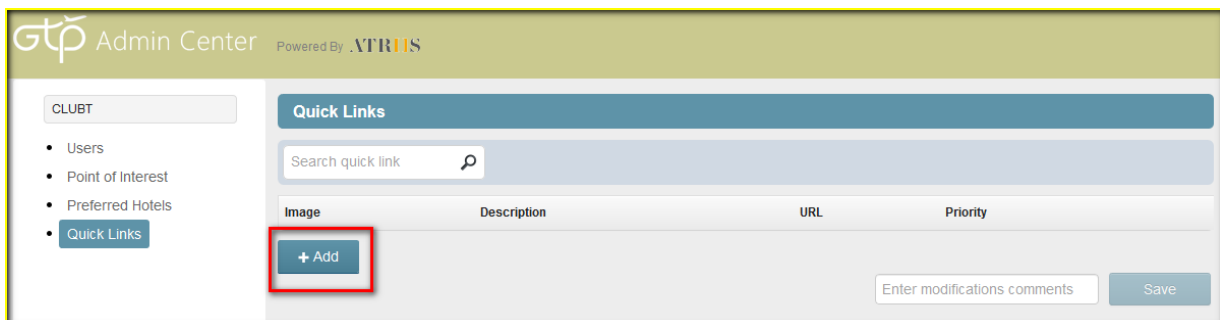 Gtp Admin Center Powered By ATRIIS
CLUBT
Users
Point of Interest
Preferred Hotels
Quick Links
Quick Links
Search quick link
Image Description URL Priority
+ Add
Enter modifications comments Save